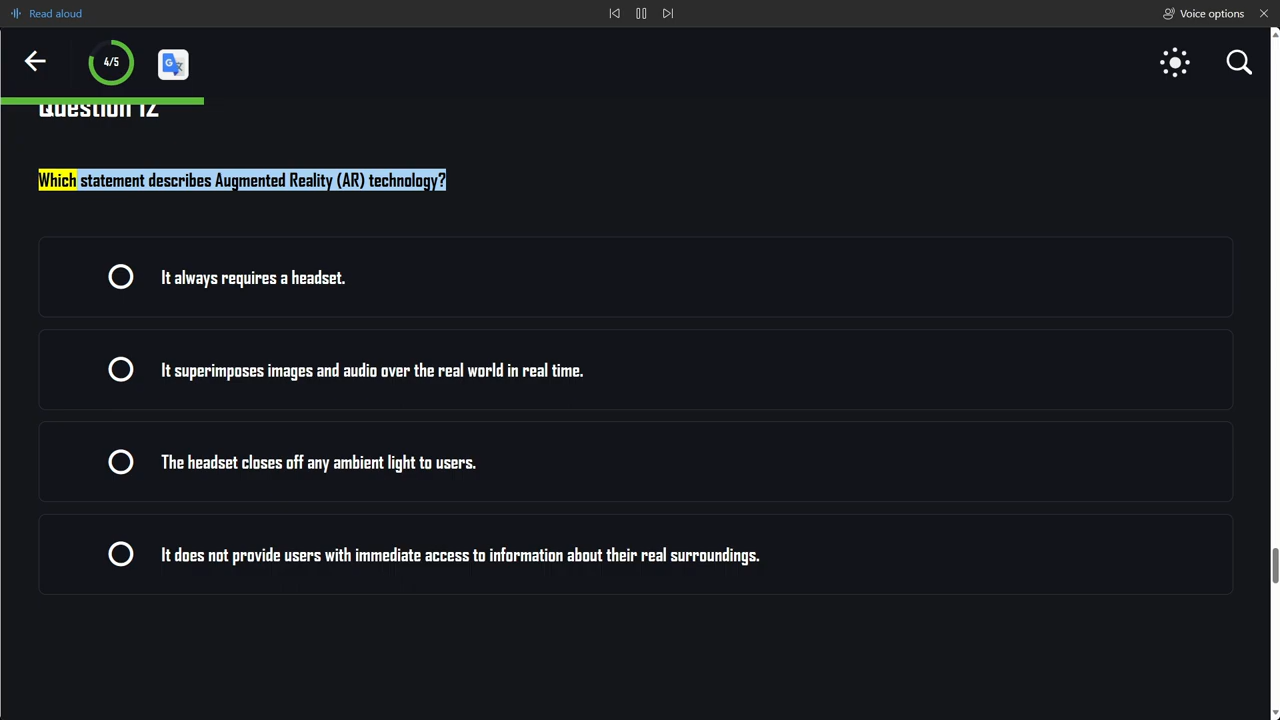 Read aloud
Voice options
4/5
Question 12
Which statement describes Augmented Reality (AR) technology?
It always requires a headset.
It superimposes images and audio over the real world in real time.
The headset closes off any ambient light to users.
It does not provide users with immediate access to information about their real surroundings.